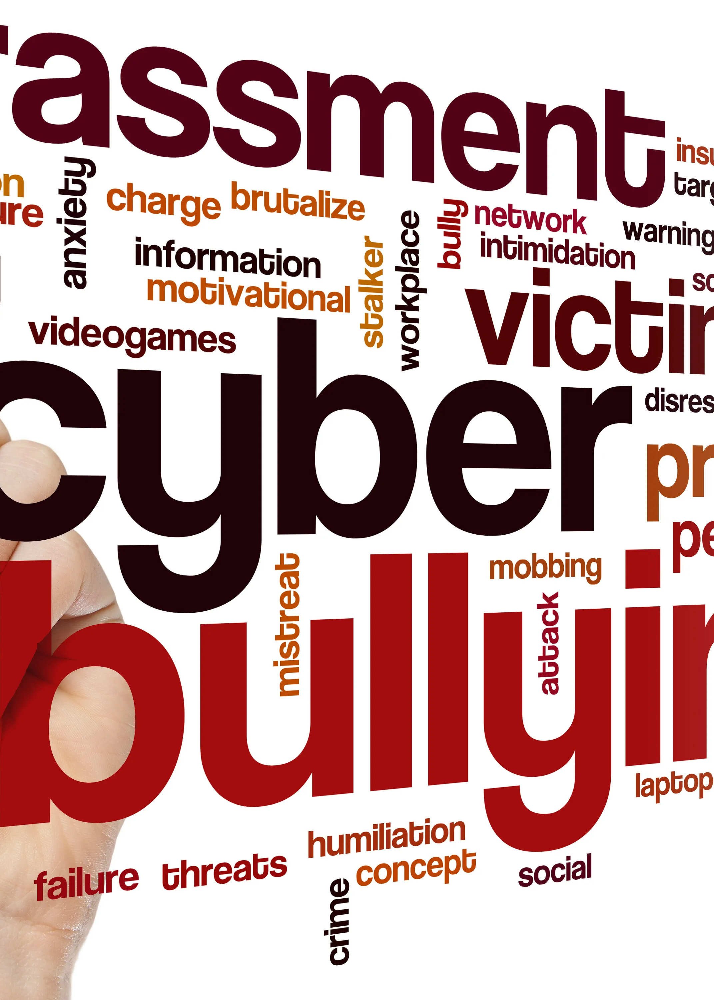 rassment
insu
targ
on
ure
anxiety
charge brutalize
bully
network
warning
information
stalker
workplace
intimidation
motivational
so
victim
videogames
cyber
disres
pr
pe
mistreat
mobbing
attack
bullyin
laptop
humiliation
failure threats
concept
social
crime